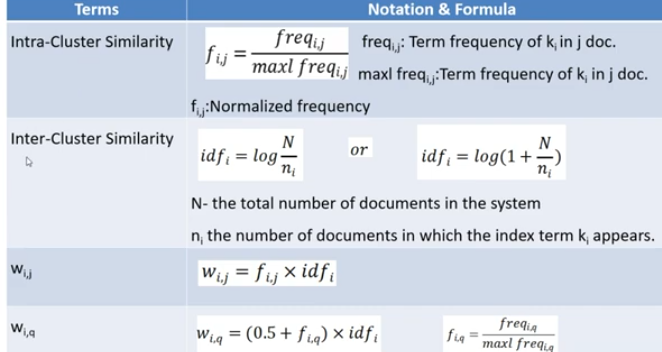 Terms Notation & Formula
Intra-Cluster Similarity
f_{i,j} = freq_{i,j} / maxl freq_{i,j}
freq_{i,j}: Term frequency of k_i in j doc.
maxl freq_{i,j}:Term frequency of k_i in j doc.
f_{i,j}:Normalized frequency
Inter-Cluster Similarity
idf_i = log N / n_i or idf_i = log(1 + N / n_i)
N- the total number of documents in the system
n_i the number of documents in which the index term k_i appears.
w_{i,j} w_{i,j} = f_{i,j} × idf_i
w_{i,q} w_{i,q} = (0.5 + f_{i,q}) × idf_i f_{i,q} = freq_{i,q} / maxl freq_{i,q}